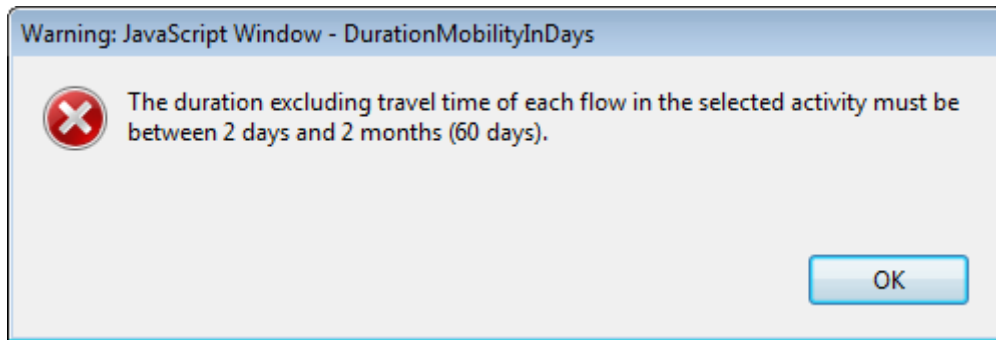 Warning: JavaScript Window - DurationMobilityInDays
The duration excluding travel time of each flow in the selected activity must be
between 2 days and 2 months (60 days).
OK